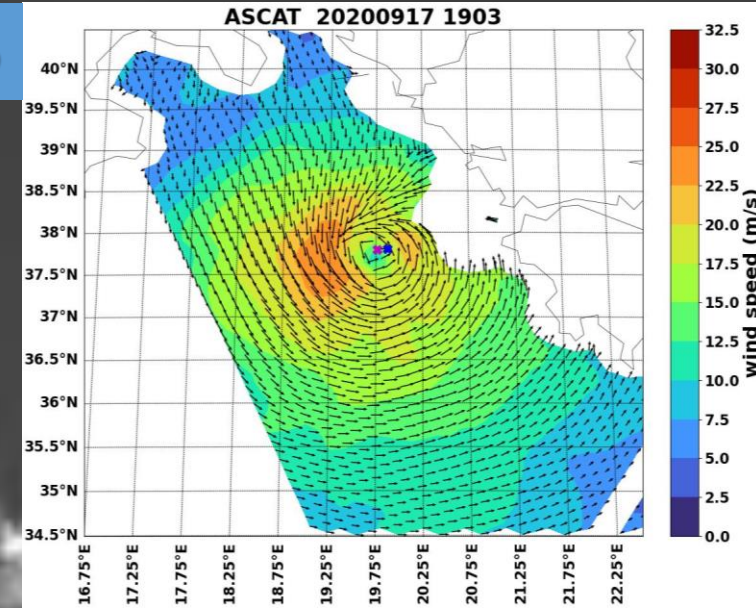 ASCAT 20200917 1903
40°N
39.5°N
39°N
38.5°N
38°N
37.5°N
37°N
36.5°N
36°N
35.5°N
35°N
34.5°N
16.75°E
17.25°E
17.75°E
18.25°E
18.75°E
19.25°E
19.75°E
20.25°E
20.75°E
21.25°E
21.75°E
22.25°E
32.5
30.0
27.5
25.0
22.5
20.0
17.5
15.0
12.5
10.0
7.5
5.0
2.5
0.0
wind speed (m/s)